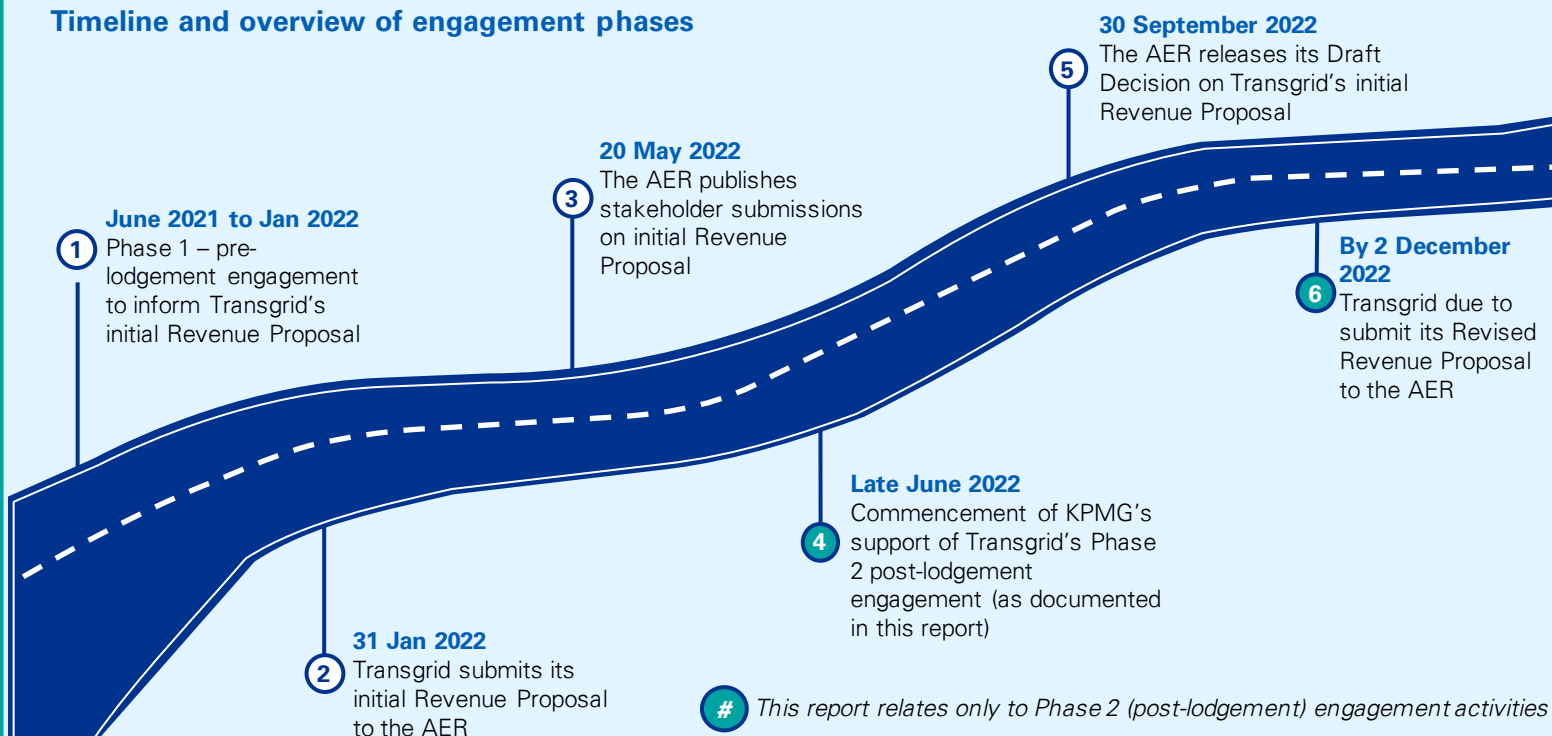 Timeline and overview of engagement phases
1
June 2021 to Jan 2022
Phase 1 – pre-
lodgement engagement
to inform Transgrid's
initial Revenue Proposal
2
31 Jan 2022
Transgrid submits its
initial Revenue Proposal
to the AER
3
20 May 2022
The AER publishes
stakeholder submissions
on initial Revenue
Proposal
4
Late June 2022
Commencement of KPMG's
support of Transgrid's Phase
2 post-lodgement
engagement (as documented
in this report)
5
30 September 2022
The AER releases its Draft
Decision on Transgrid's initial
Revenue Proposal
6
By 2 December
2022
Transgrid due to
submit its Revised
Revenue Proposal
to the AER
# This report relates only to Phase 2 (post-lodgement) engagement activities